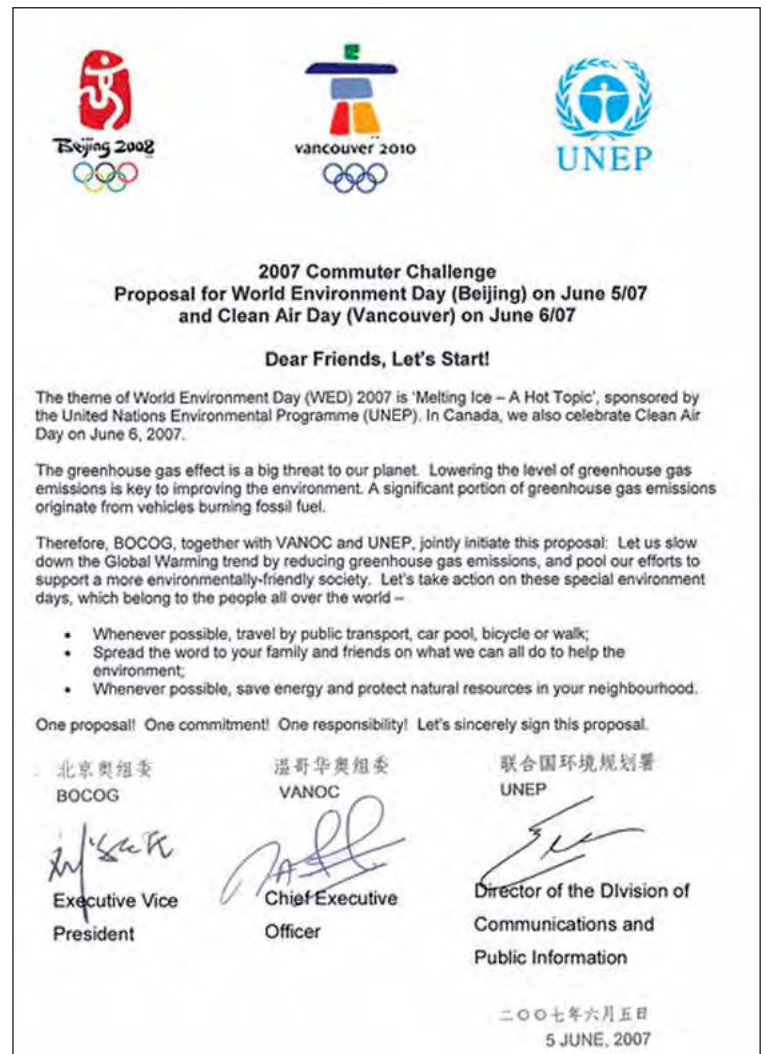 Beijing 2008
vancouver 2010
UNEP
2007 Commuter Challenge
Proposal for World Environment Day (Beijing) on June 5/07
and Clean Air Day (Vancouver) on June 6/07
Dear Friends, Let's Start!
The theme of World Environment Day (WED) 2007 is 'Melting Ice – A Hot Topic', sponsored by
the United Nations Environmental Programme (UNEP). In Canada, we also celebrate Clean Air
Day on June 6, 2007.
The greenhouse gas effect is a big threat to our planet. Lowering the level of greenhouse gas
emissions is key to improving the environment. A significant portion of greenhouse gas emissions
originate from vehicles burning fossil fuel.
Therefore, BOCOG, together with VANOC and UNEP, jointly initiate this proposal: Let us slow
down the Global Warming trend by reducing greenhouse gas emissions, and pool our efforts to
support a more environmentally-friendly society. Let's take action on these special environment
days, which belong to the people all over the world –
• Whenever possible, travel by public transport, car pool, bicycle or walk;
• Spread the word to your family and friends on what we can all do to help the
environment;
• Whenever possible, save energy and protect natural resources in your neighbourhood.
One proposal! One commitment! One responsibility! Let's sincerely sign this proposal.
北京奥组委
BOCOG
温哥华奥组委
VANOC
联合国环境规划署
UNEP
Executive Vice
President
Chief Executive
Officer
Director of the DIvision of
Communications and
Public Information
二〇〇七年六月五日
5 JUNE, 2007